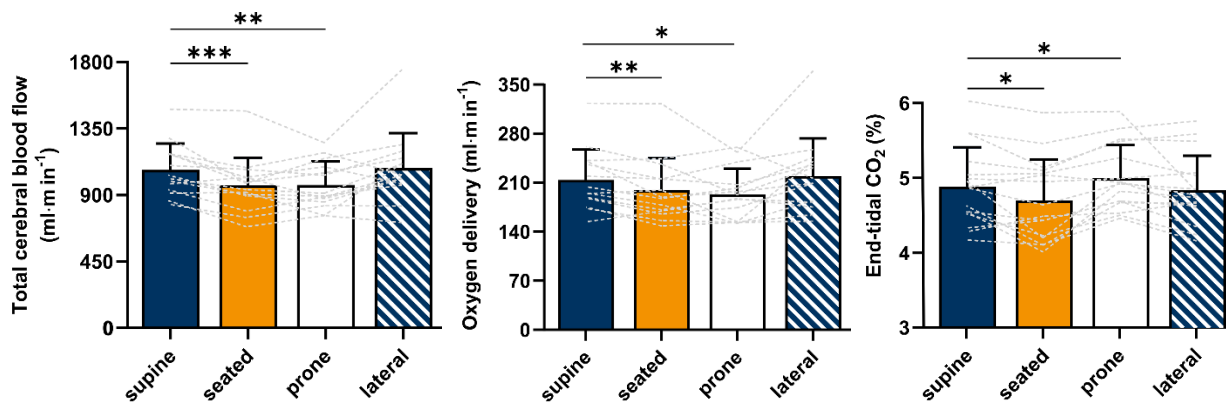 Total cerebral blood flow
(ml·min⁻¹)
1800
1350
900
450
0
***
**
supine
seated
prone
lateral
Oxygen delivery (ml·min⁻¹)
350
280
210
140
70
0
**
*
supine
seated
prone
lateral
End-tidal CO₂ (%)
6
5
4
3
*
*
supine
seated
prone
lateral